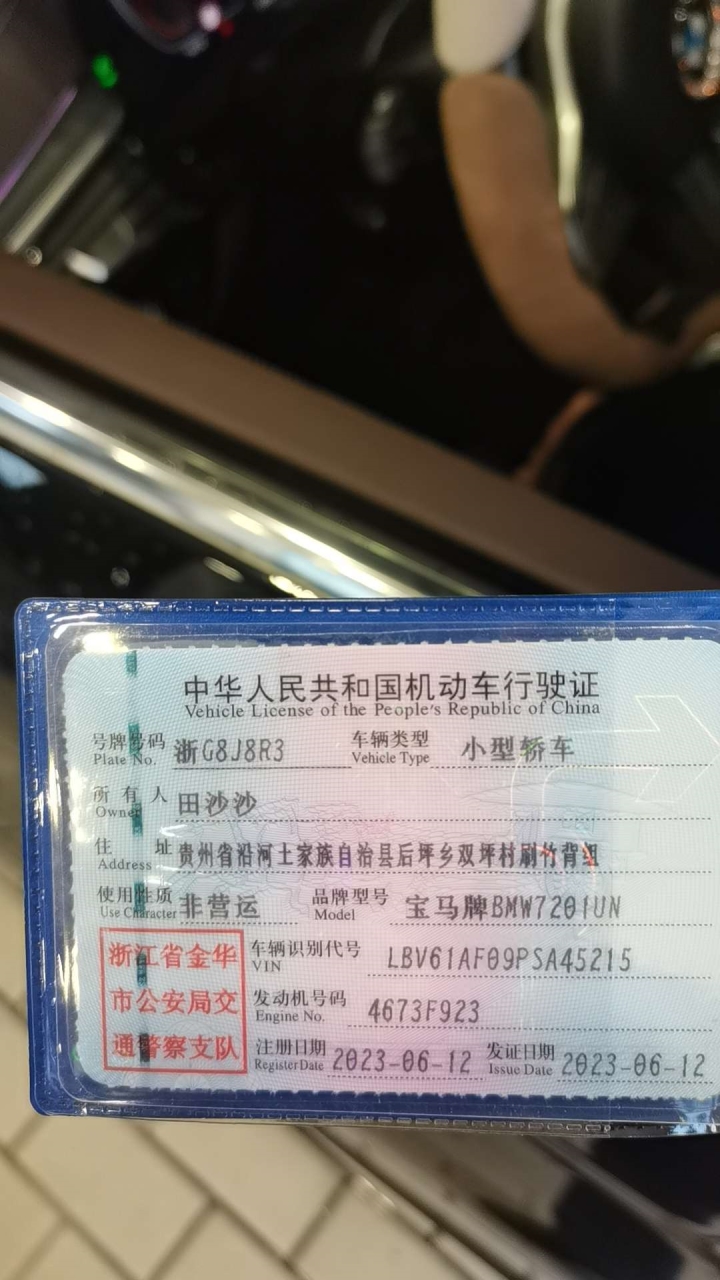 中华人民共和国机动车行驶证
Vehicle License of the People's Republic of China
号牌号码 浙G8J8R3 车辆类型 小型轿车
Plate No. Vehicle Type
所有人 田沙沙
Owner
住址 贵州省沿河土家族自治县后坪乡双坪村刷竹背组
Address
使用性质 非营运 品牌型号 宝马牌BMW7201UN
Use Character Model
浙江省金华
市公安局交
通警察支队
车辆识别代号 LBV61AF09PSA45215
VIN
发动机号码 4673F923
Engine No.
注册日期 2023-06-12 发证日期 2023-06-12
Register Date Issue Date